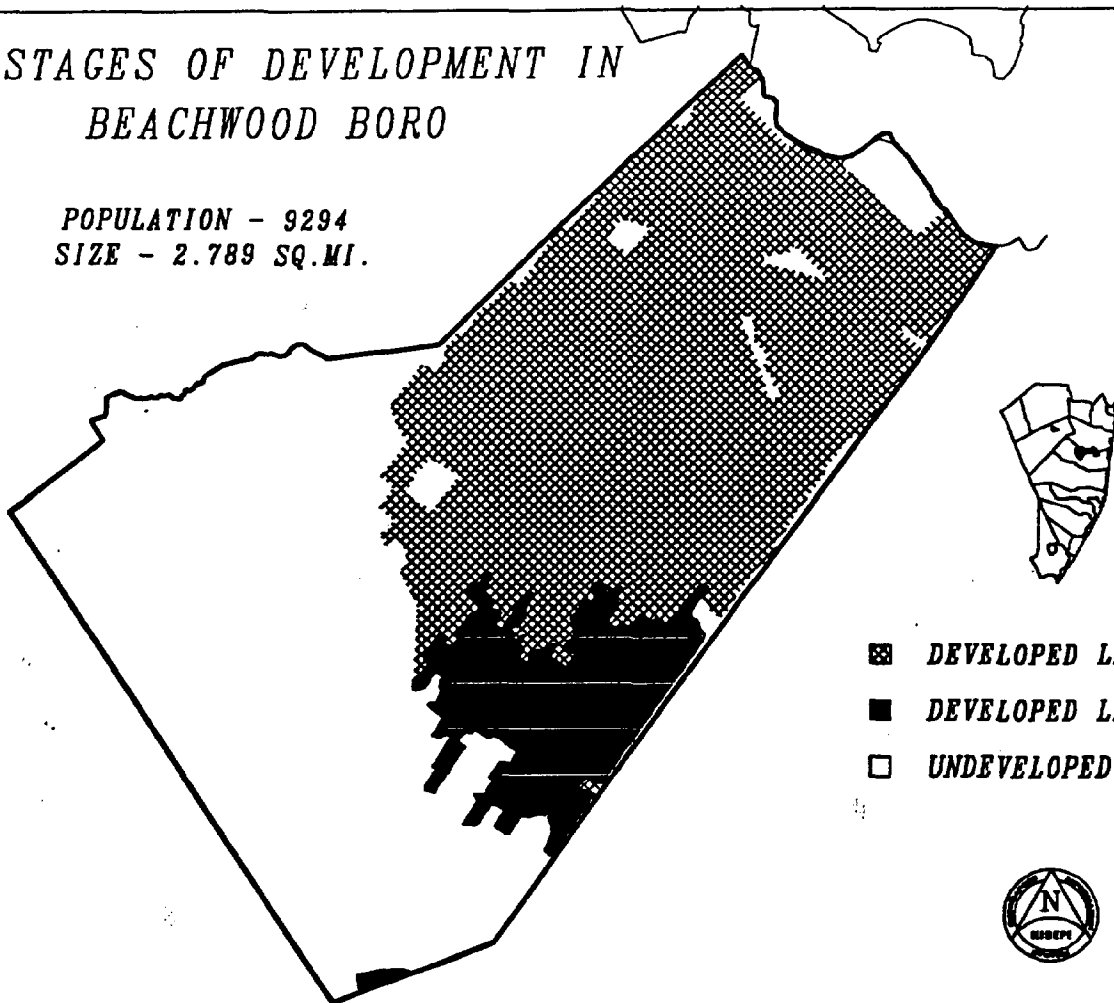 STAGES OF DEVELOPMENT IN
BEACHWOOD BORO
POPULATION - 9294
SIZE - 2.789 SQ.MI.
DEVELOPED L
DEVELOPED L
UNDEVELOPED
N